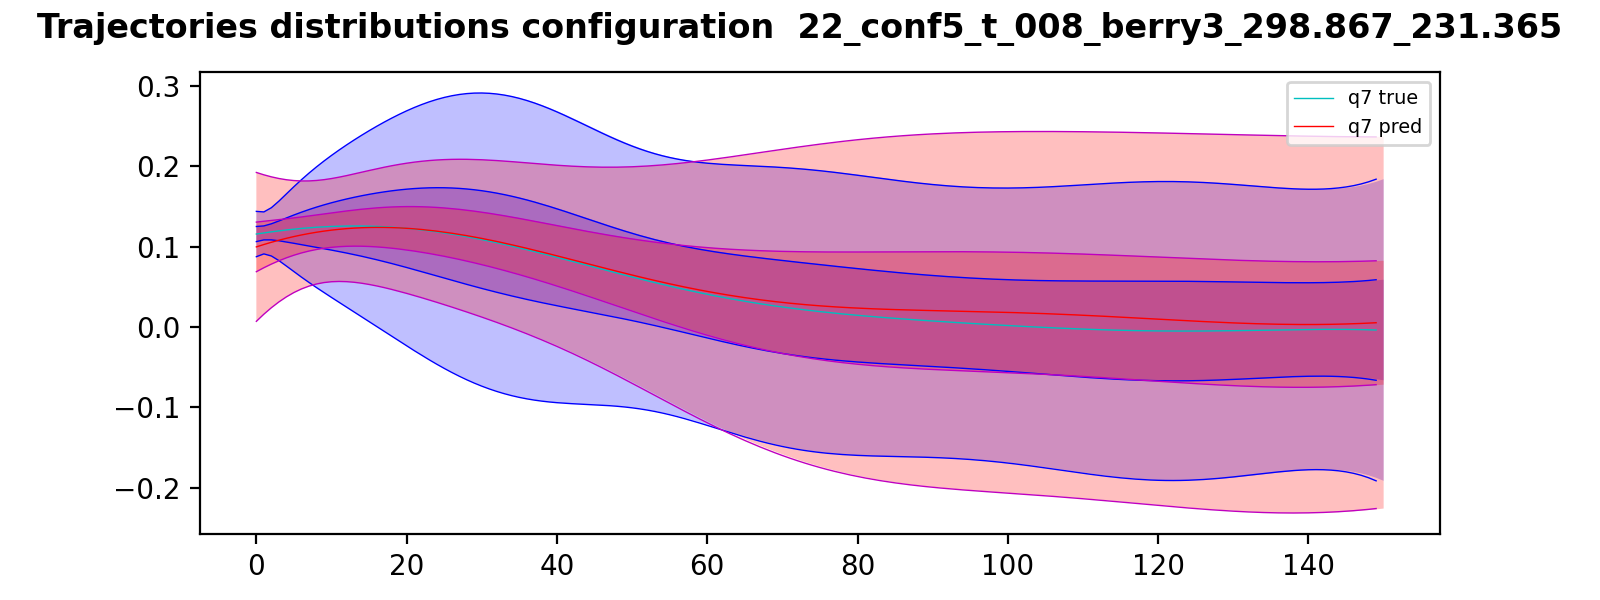 Trajectories distributions configuration  22_conf5_t_008_berry3_298.867_231.365
0.3
0.2
0.1
0.0
−0.1
−0.2
q7 true
q7 pred
0 20 40 60 80 100 120 140